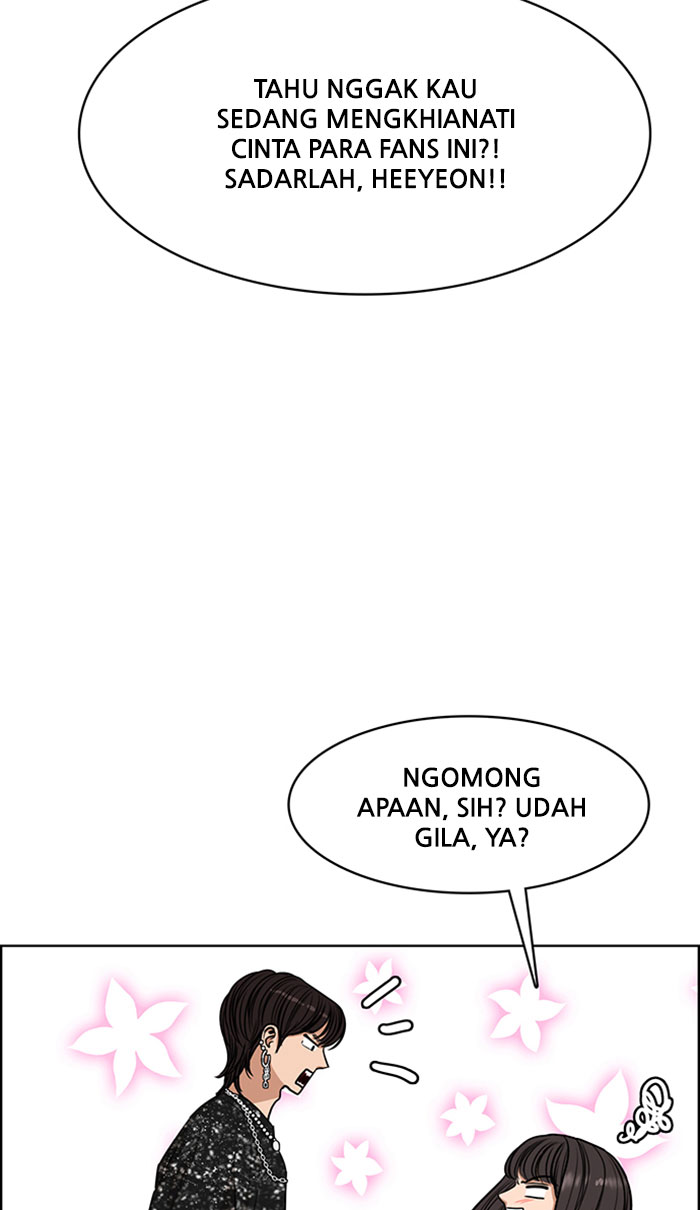 TAHU NGGAK KAU
SEDANG MENGKHIANATI
CINTA PARA FANS INI?!
SADARLAH, HEEYEON!!
NGOMONG
APAAN, SIH? UDAH
GILA, YA?